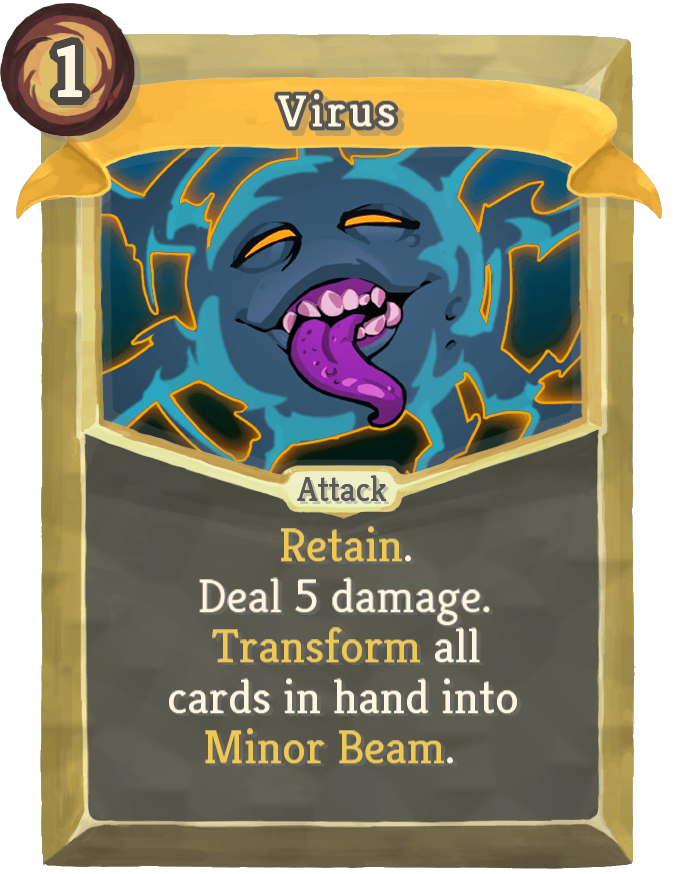 1
Virus
Attack
Retain.
Deal 5 damage.
Transform all
cards in hand into
Minor Beam.